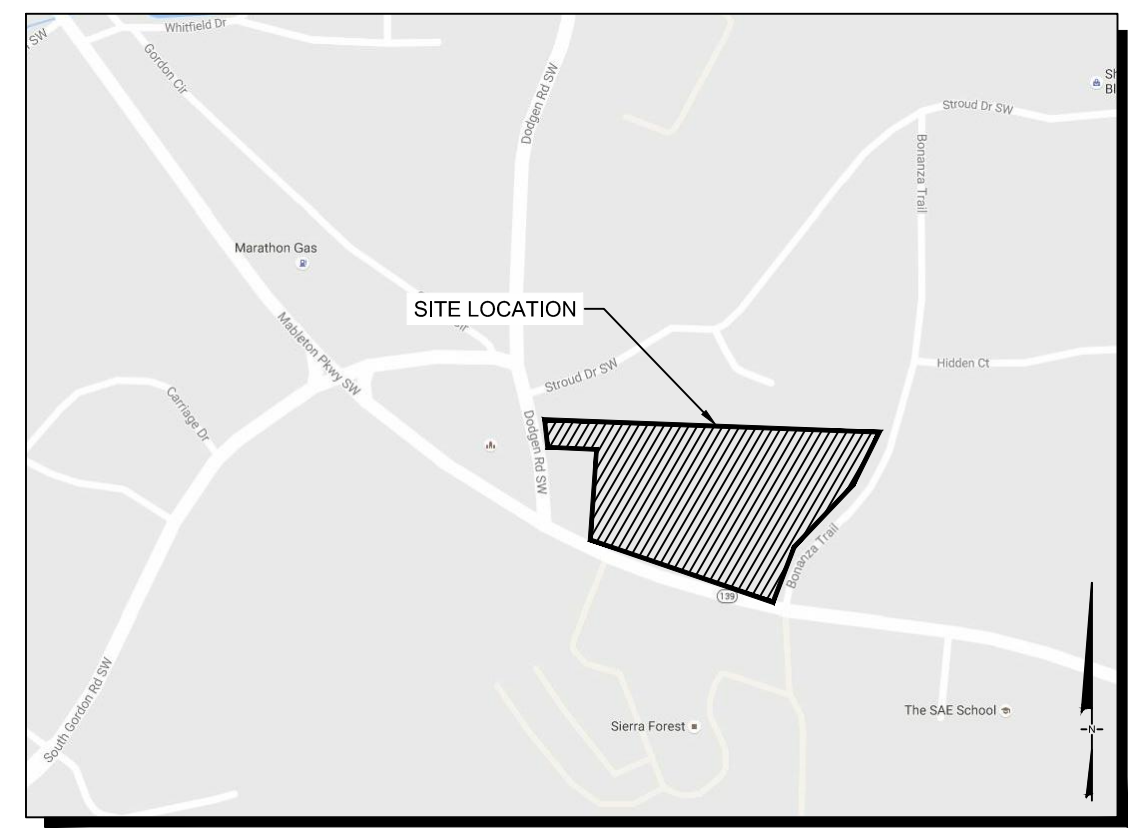 SW
Whitfield Dr
Gordon Cir
Dodgen Rd SW
Sh
Bl
Stroud Dr SW
Bonanza Trail
Marathon Gas
SITE LOCATION
Mableton Pkwy SW
Stroud Dr SW
Hidden Ct
Carriage Dr
Dodgen Rd SW
Bonanza Trail
139
South Gordon Rd SW
Sierra Forest
The SAE School
N